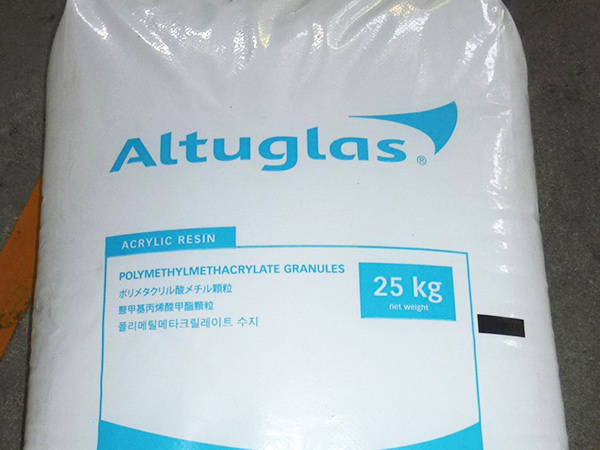 Altuglas®
ACRYLIC RESIN
POLYMETHYLMETHACRYLATE GRANULES
ポリメタクリル酸メチル顆粒
聚甲基丙烯酸甲酯颗粒
폴리메틸메타크릴레이트 수지
25 kg
net weight